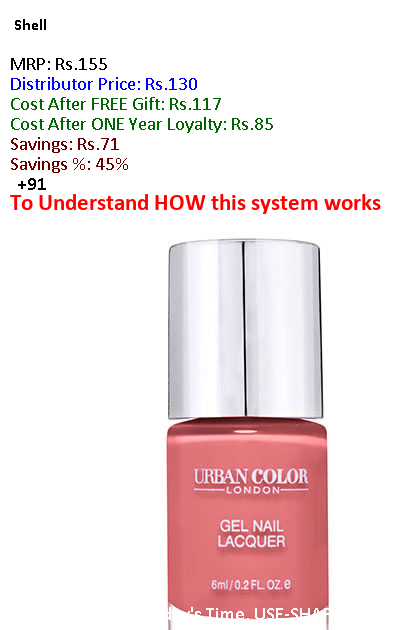 Shell
MRP: Rs.155
Distributor Price: Rs.130
Cost After FREE Gift: Rs.117
Cost After ONE Year Loyalty: Rs.85
Savings: Rs.71
Savings %: 45%
+91
To Understand HOW this system works
URBAN COLOR
LONDON
GEL NAIL
LACQUER
6ml/0.2 FL. OZ. e
Time, USE-SHA